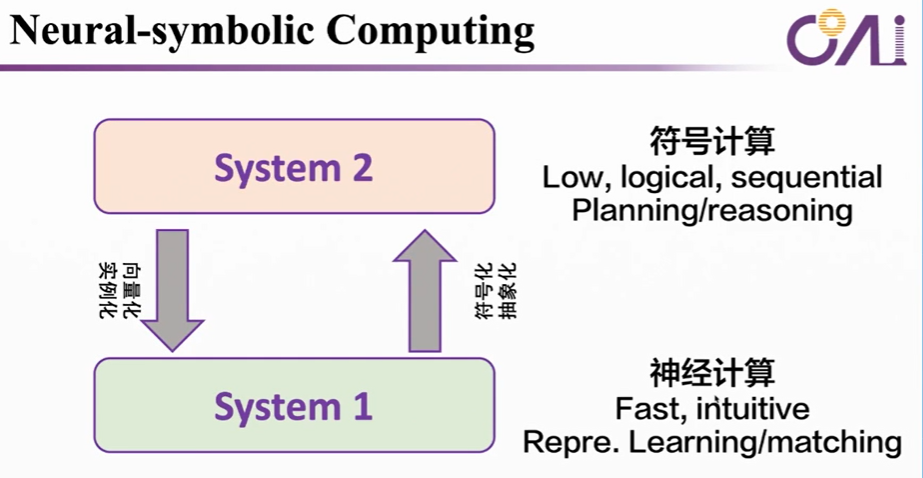 Neural-symbolic Computing
COAi
System 2
符号计算
Low, logical, sequential
Planning/reasoning
向量化
实例化
符号化
抽象化
System 1
神经计算
Fast, intuitive
Repre. Learning/matching